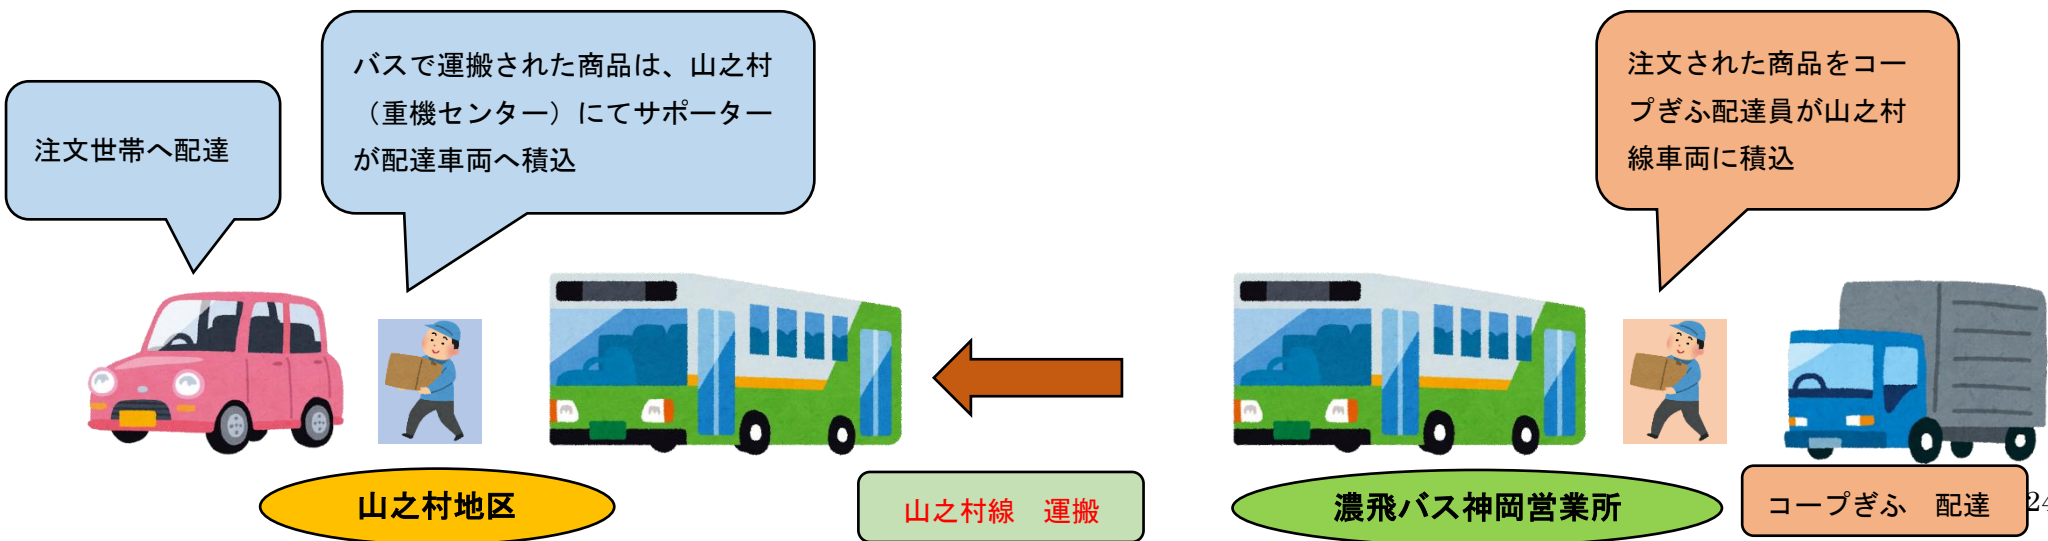 注文世帯へ配達
バスで運搬された商品は、山之村
（重機センター）にてサポーター
が配達車両へ積込
注文された商品をコー
プぎふ配達員が山之村
線車両に積込
山之村地区
山之村線　運搬
濃飛バス神岡営業所
コープぎふ　配達
24